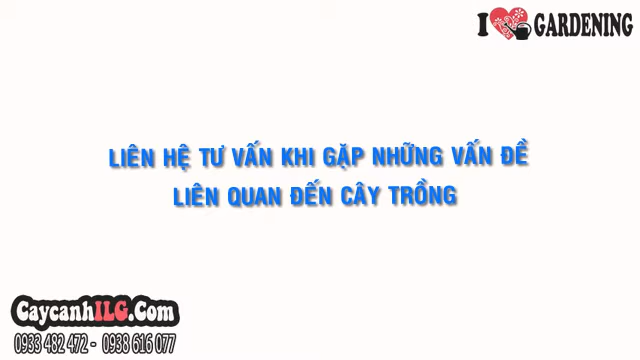 I GARDENING
LIÊN HỆ TƯ VẤN KHI GẶP NHỮNG VẤN ĐỀ
LIÊN QUAN ĐẾN CÂY TRỒNG
CaycanhILG.Com
0933 482 472 - 0938 616 077